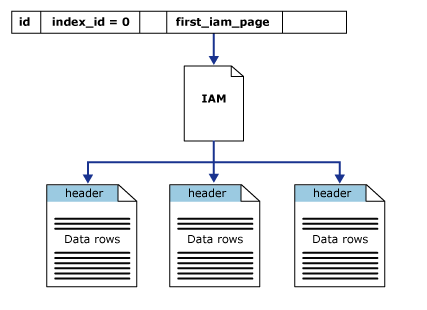 id index_id = 0 first_iam_page
IAM
header header header
Data rows Data rows Data rows